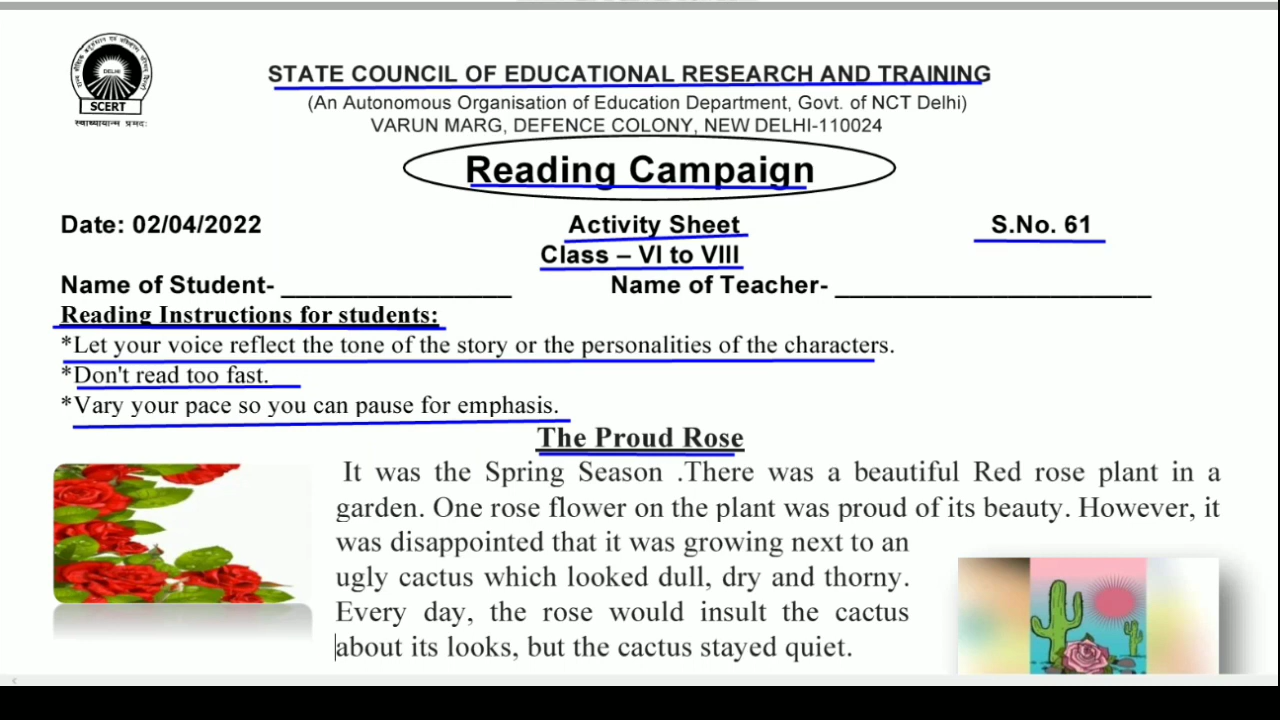 DELHI
SCERT
STATE COUNCIL OF EDUCATIONAL RESEARCH AND TRAINING
(An Autonomous Organisation of Education Department, Govt. of NCT Delhi)
VARUN MARG, DEFENCE COLONY, NEW DELHI-110024
Reading Campaign
Date: 02/04/2022 Activity Sheet S.No. 61
Class – VI to VIII
Name of Student- _________________ Name of Teacher- _______________________
Reading Instructions for students:
*Let your voice reflect the tone of the story or the personalities of the characters.
*Don't read too fast.
*Vary your pace so you can pause for emphasis.
The Proud Rose
It was the Spring Season .There was a beautiful Red rose plant in a
garden. One rose flower on the plant was proud of its beauty. However, it
was disappointed that it was growing next to an
ugly cactus which looked dull, dry and thorny.
Every day, the rose would insult the cactus
about its looks, but the cactus stayed quiet.